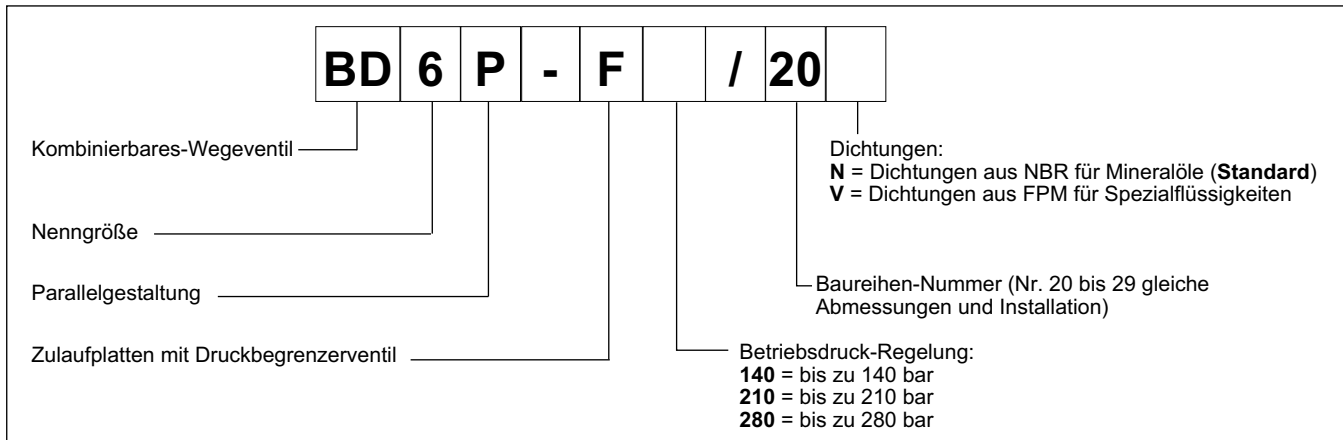 BD 6 P - F / 20
Kombinierbares-Wegeventil
Dichtungen:
N = Dichtungen aus NBR für Mineralöle (Standard)
V = Dichtungen aus FPM für Spezialflüssigkeiten
Nenngröße
Parallelgestaltung
Baureihen-Nummer (Nr. 20 bis 29 gleiche
Abmessungen und Installation)
Zulaufplatten mit Druckbegrenzerventil
Betriebsdruck-Regelung:
140 = bis zu 140 bar
210 = bis zu 210 bar
280 = bis zu 280 bar